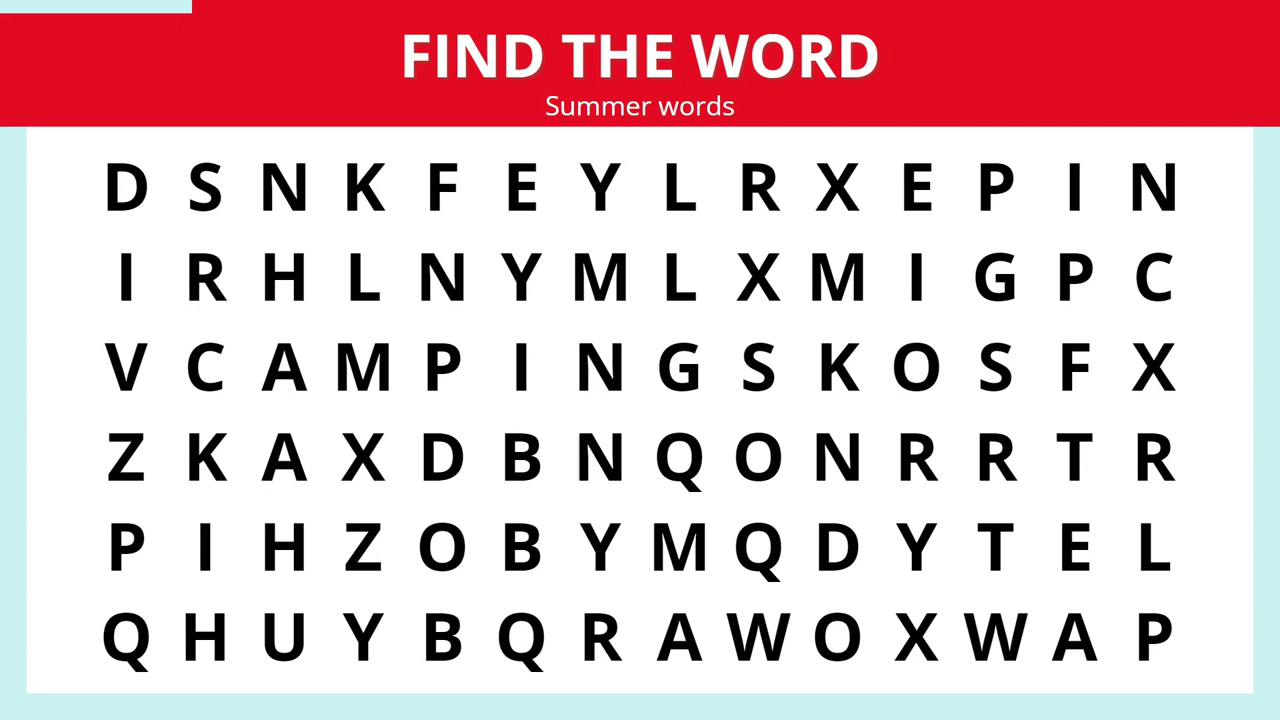 FIND THE WORD
Summer words
D S N K F E Y L R X E P I N
I R H L N Y M L X M I G P C
V C A M P I N G S K O S F X
Z K A X D B N Q O N R R T R
P I H Z O B Y M Q D Y T E L
Q H U Y B Q R A W O X W A P